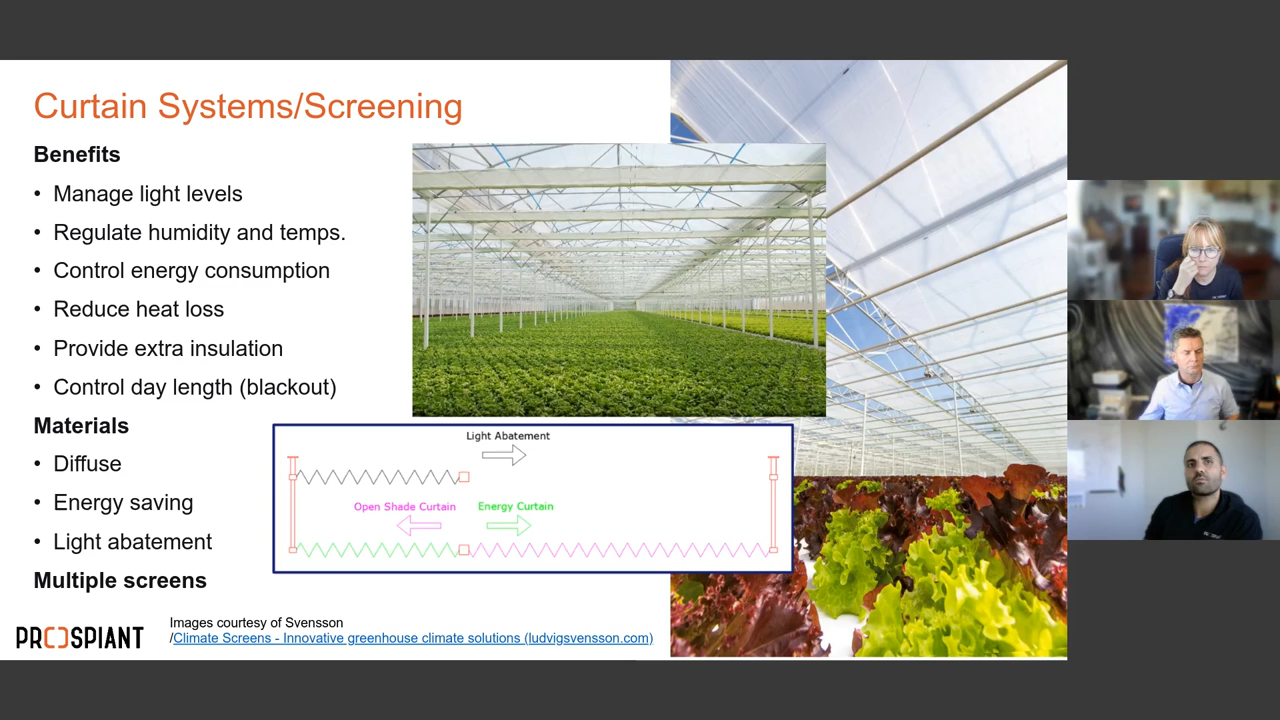 Curtain Systems/Screening
Benefits
• Manage light levels
• Regulate humidity and temps.
• Control energy consumption
• Reduce heat loss
• Provide extra insulation
• Control day length (blackout)
Materials
• Diffuse
• Energy saving
• Light abatement
Multiple screens
Light Abatement
Open Shade Curtain
Energy Curtain
PROSPIANT
Images courtesy of Svensson
/Climate Screens - Innovative greenhouse climate solutions (ludvigsvensson.com)